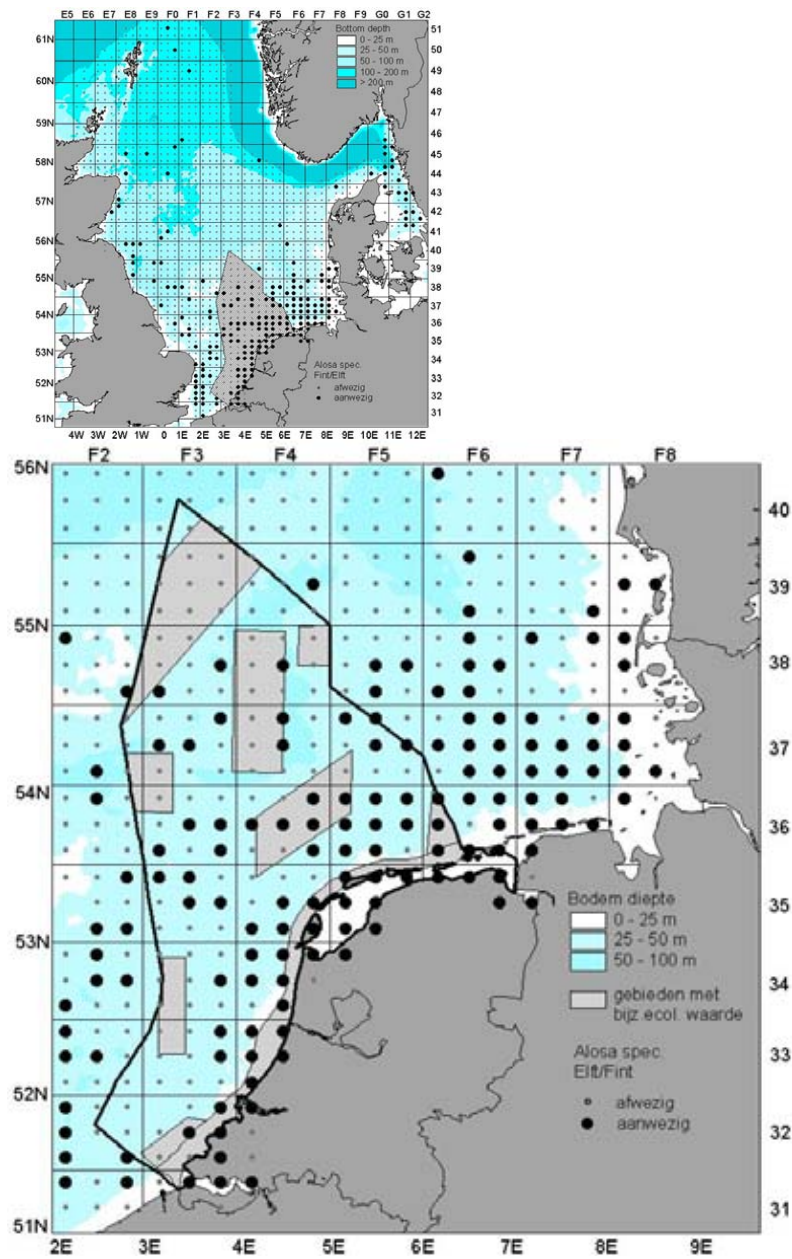 E5 E6 E7 E8 E9 F0 F1 F2 F3 F4 F5 F6 F7 F8 F9 G0 G1 G2
61N 51
50
60N 49
48
59N 47
46
58N 45
44
57N 43
42
56N 41
40
55N 39
38
54N 37
36
53N 35
34
52N 33
32
51N 31
Bottom depth
0 - 25 m
25 - 50 m
50 - 100 m
100 - 200 m
> 200 m
Alosa spec.
Fint/Elft
afwezig
aanwezig
4W 3W 2W 1W 0 1E 2E 3E 4E 5E 6E 7E 8E 9E 10E 11E 12E
F2 F3 F4 F5 F6 F7 F8
56N
40
39
55N
38
37
54N
36
35
53N
34
33
52N
32
31
51N
Bodem diepte
0 - 25 m
25 - 50 m
50 - 100 m
gebieden met
bijz ecol. waarde
Alosa spec.
Elft/Fint
afwezig
aanwezig
2E 3E 4E 5E 6E 7E 8E 9E